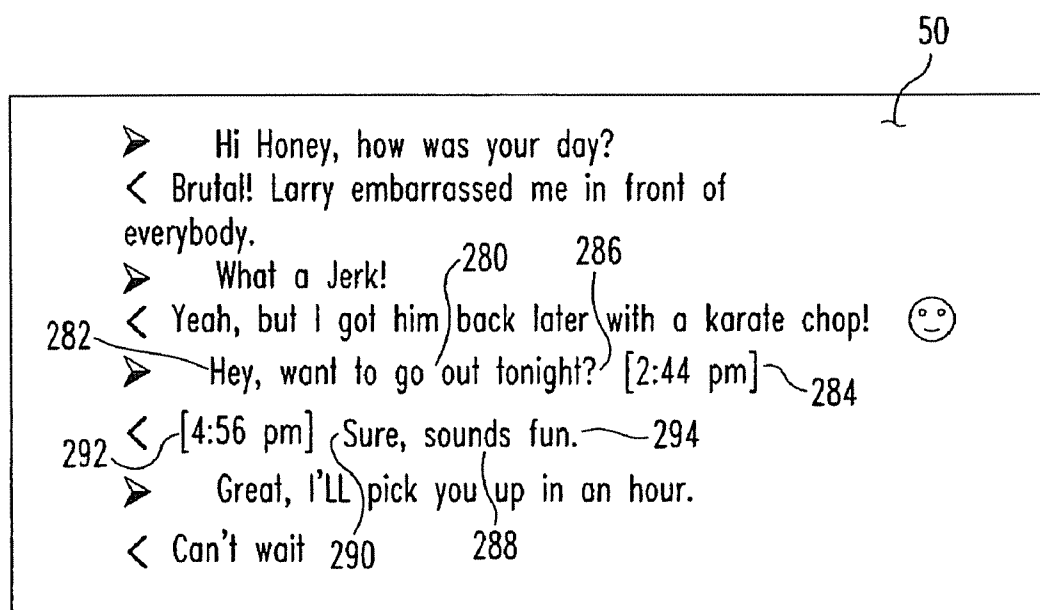 50
Hi Honey, how was your day?
< Brutal! Larry embarrassed me in front of
everybody.
What a Jerk!
280
286
< Yeah, but I got him back later with a karate chop!
282
Hey, want to go out tonight? [2:44 pm]
284
< [4:56 pm] Sure, sounds fun.
294
292
Great, I'LL pick you up in an hour.
< Can't wait
290
288